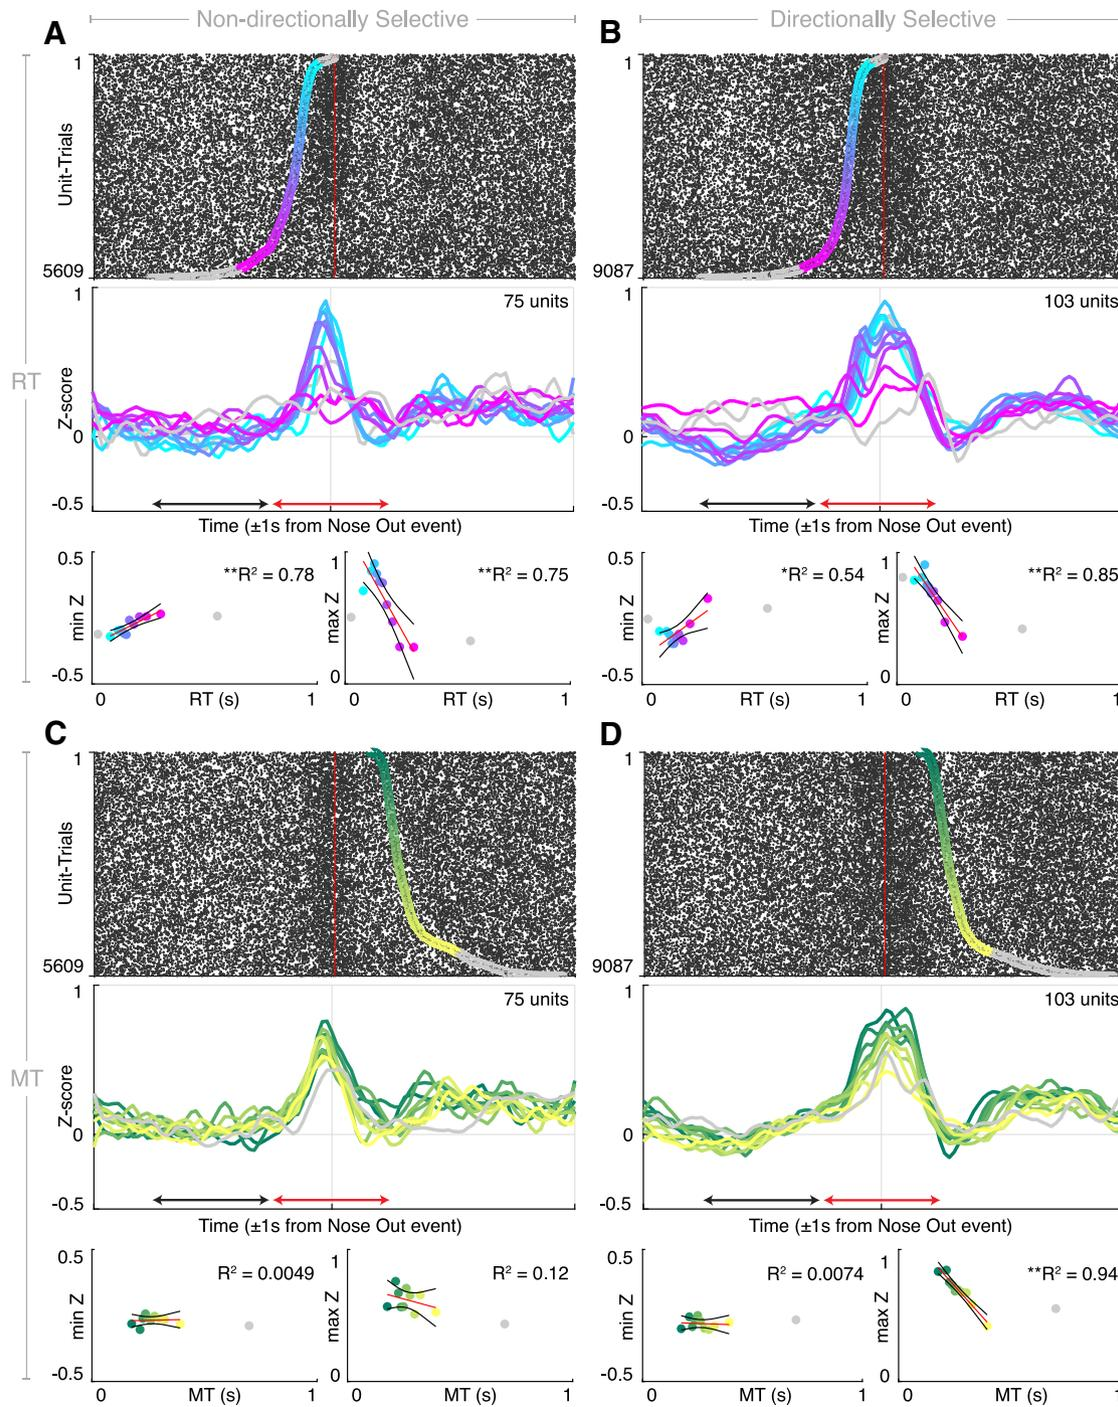 Non-directionally Selective
Directionally Selective
A
B
RT
1
Unit-Trials
5609
1
9087
1
75 units
Z-score
0
-0.5
Time (±1s from Nose Out event)
1
103 units
0
-0.5
Time (±1s from Nose Out event)
0.5
**R² = 0.78
min Z
-0.5
0
RT (s)
1
1
**R² = 0.75
max Z
0
0
RT (s)
1
0.5
*R² = 0.54
min Z
-0.5
0
RT (s)
1
1
**R² = 0.85
max Z
0
0
RT (s)
1
C
D
MT
1
Unit-Trials
5609
1
9087
1
75 units
Z-score
0
-0.5
Time (±1s from Nose Out event)
1
103 units
0
-0.5
Time (±1s from Nose Out event)
0.5
R² = 0.0049
min Z
-0.5
0
MT (s)
1
1
R² = 0.12
max Z
0
0
MT (s)
1
0.5
R² = 0.0074
min Z
-0.5
0
MT (s)
1
1
**R² = 0.94
max Z
0
0
MT (s)
1